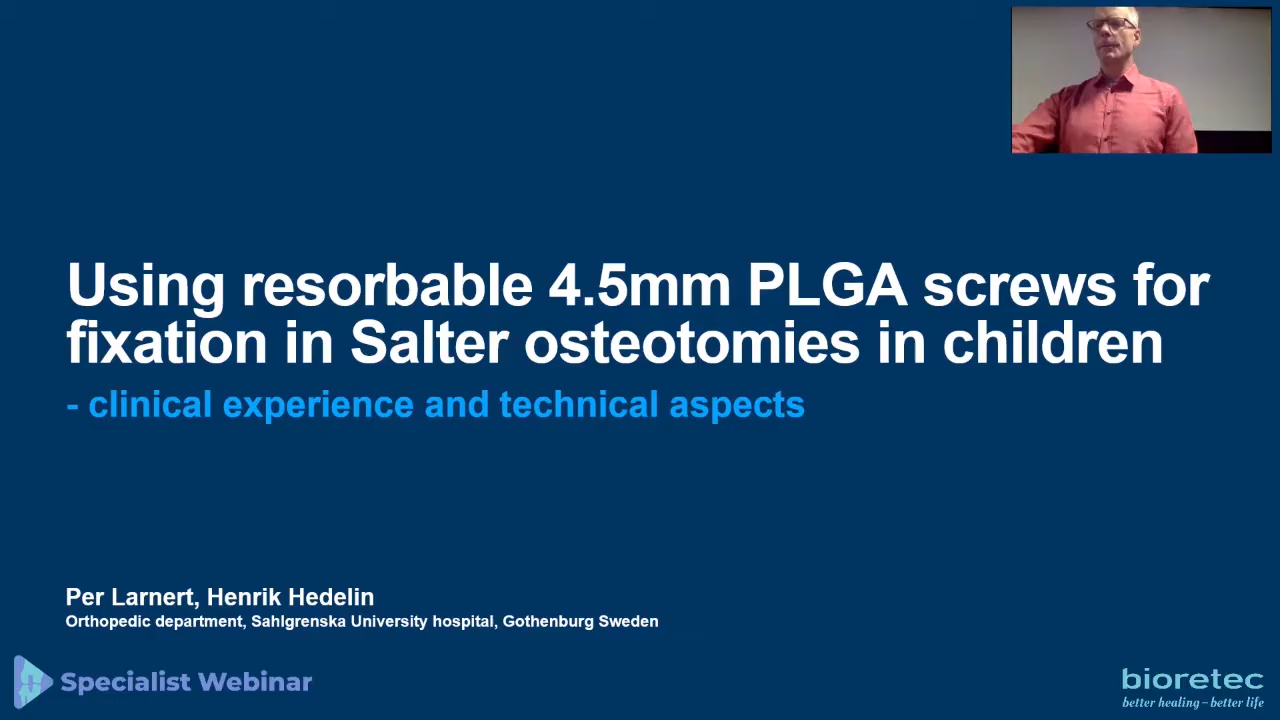 Using resorbable 4.5mm PLGA screws for
fixation in Salter osteotomies in children
- clinical experience and technical aspects
Per Larnert, Henrik Hedelin
Orthopedic department, Sahlgrenska University hospital, Gothenburg Sweden
Specialist Webinar
bioretec
better healing – better life